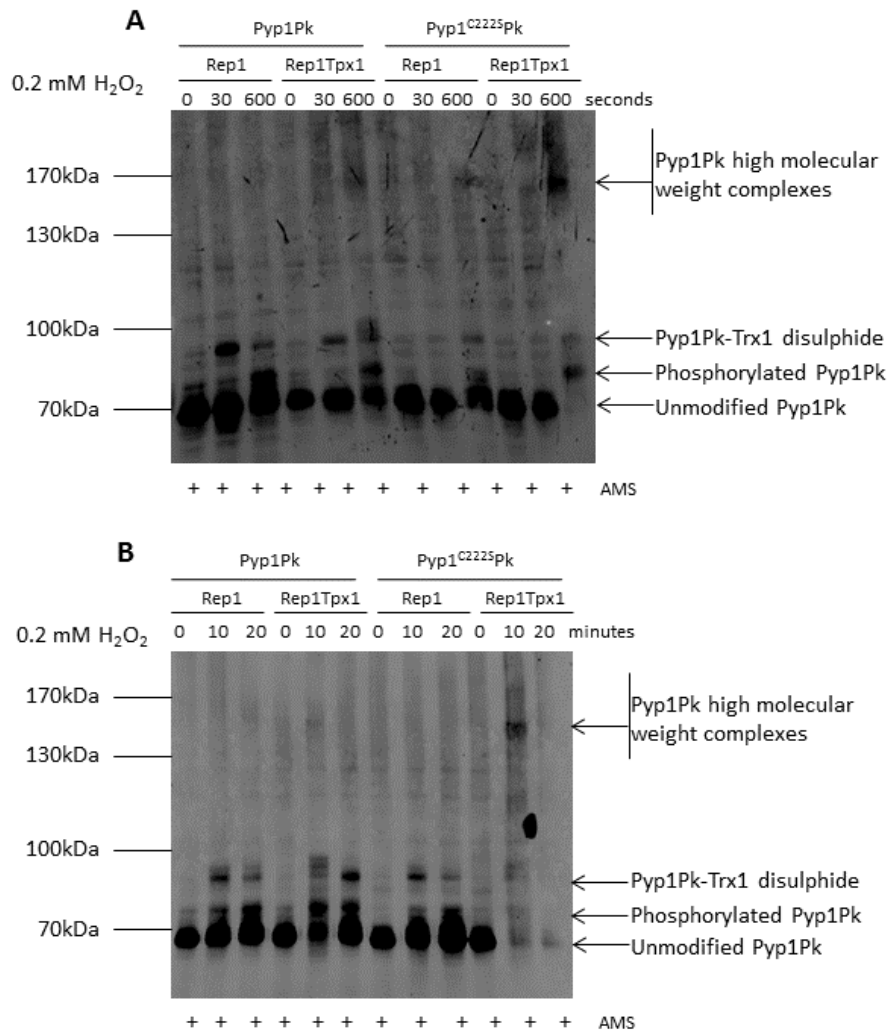 A
Pyp1Pk Pyp1C222SPk
Rep1 Rep1Tpx1 Rep1 Rep1Tpx1
0.2 mM H2O2
0 30 600 0 30 600 0 30 600 0 30 600 seconds
170kDa
130kDa
100kDa
70kDa
Pyp1Pk high molecular
weight complexes
Pyp1Pk-Trx1 disulphide
Phosphorylated Pyp1Pk
Unmodified Pyp1Pk
+ + + + + + + + + + + + AMS
B
Pyp1Pk Pyp1C222SPk
Rep1 Rep1Tpx1 Rep1 Rep1Tpx1
0.2 mM H2O2
0 10 20 0 10 20 0 10 20 0 10 20 minutes
170kDa
130kDa
100kDa
70kDa
Pyp1Pk high molecular
weight complexes
Pyp1Pk-Trx1 disulphide
Phosphorylated Pyp1Pk
Unmodified Pyp1Pk
+ + + + + + + + + + + + AMS